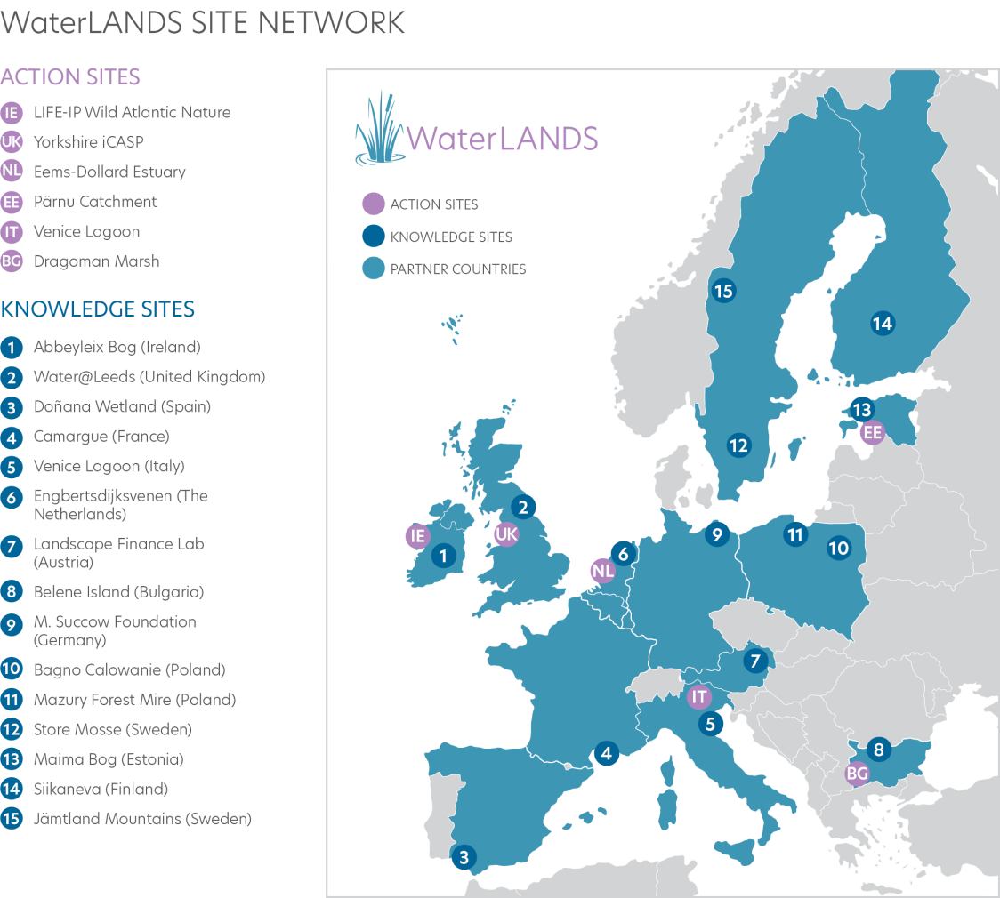 WaterLANDS SITE NETWORK
ACTION SITES
IE LIFE-IP Wild Atlantic Nature
UK Yorkshire iCASP
NL Eems-Dollard Estuary
EE Pärnu Catchment
IT Venice Lagoon
BG Dragoman Marsh
KNOWLEDGE SITES
1 Abbeyleix Bog (Ireland)
2 Water@Leeds (United Kingdom)
3 Doñana Wetland (Spain)
4 Camargue (France)
5 Venice Lagoon (Italy)
6 Engbertsdijksvenen (The
Netherlands)
7 Landscape Finance Lab
(Austria)
8 Belene Island (Bulgaria)
9 M. Succow Foundation
(Germany)
10 Bagno Calowanie (Poland)
11 Mazury Forest Mire (Poland)
12 Store Mosse (Sweden)
13 Maima Bog (Estonia)
14 Siikaneva (Finland)
15 Jämtland Mountains (Sweden)
WaterLANDS
ACTION SITES
KNOWLEDGE SITES
PARTNER COUNTRIES
15
14
13
EE
12
2
IE
UK
9
11
1
6
10
NL
7
IT
5
4
8
BG
3